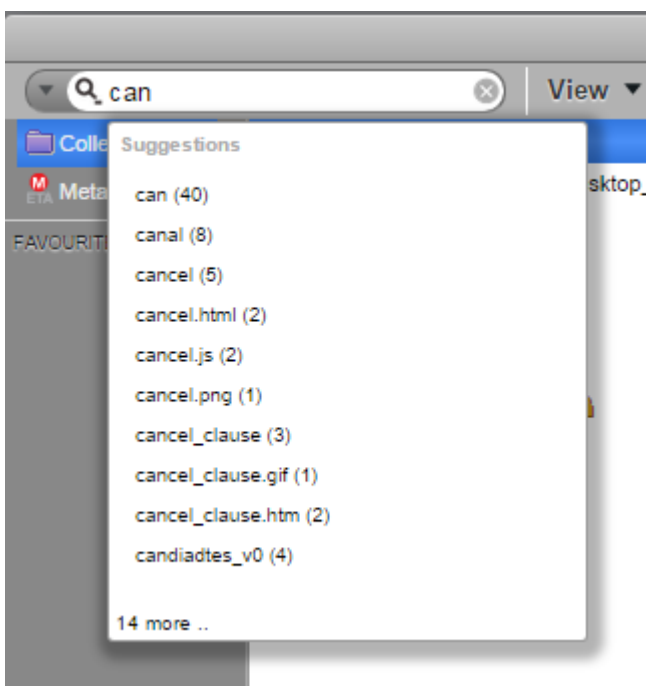 can
View
Colle
Suggestions
M
ETA
Meta
sktop_
FAVOURIT
can (40)
canal (8)
cancel (5)
cancel.html (2)
cancel.js (2)
cancel.png (1)
cancel_clause (3)
cancel_clause.gif (1)
cancel_clause.htm (2)
candiadtes_v0 (4)
14 more ..